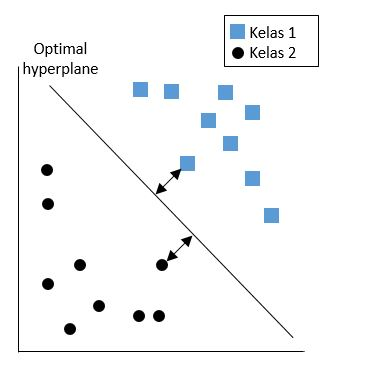 Kelas 1
Kelas 2
Optimal
hyperplane